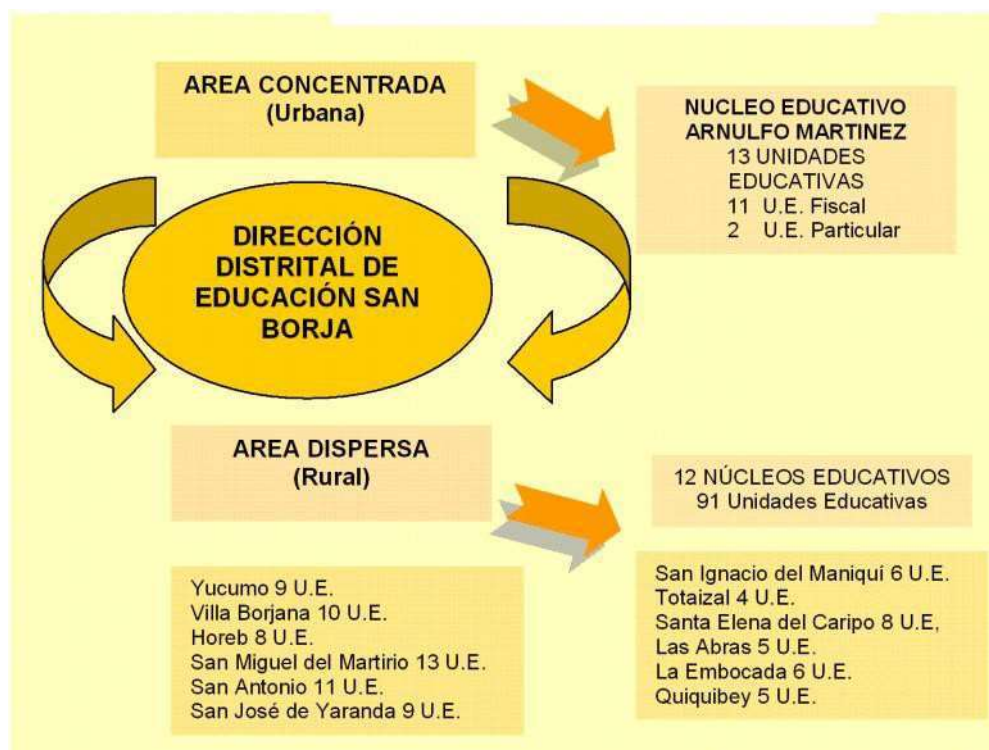 AREA CONCENTRADA
(Urbana)
NUCLEO EDUCATIVO
ARNULFO MARTINEZ
13 UNIDADES
EDUCATIVAS
11 U.E. Fiscal
2 U.E. Particular
DIRECCIÓN
DISTRITAL DE
EDUCACIÓN SAN
BORJA
AREA DISPERSA
(Rural)
12 NÚCLEOS EDUCATIVOS
91 Unidades Educativas
Yucumo 9 U.E.
Villa Borjana 10 U.E.
Horeb 8 U.E.
San Miguel del Martirio 13 U.E.
San Antonio 11 U.E.
San José de Yaranda 9 U.E.
San Ignacio del Maniquí 6 U.E.
Totaizal 4 U.E.
Santa Elena del Caripo 8 U.E,
Las Abras 5 U.E.
La Embocada 6 U.E.
Quiquibey 5 U.E.